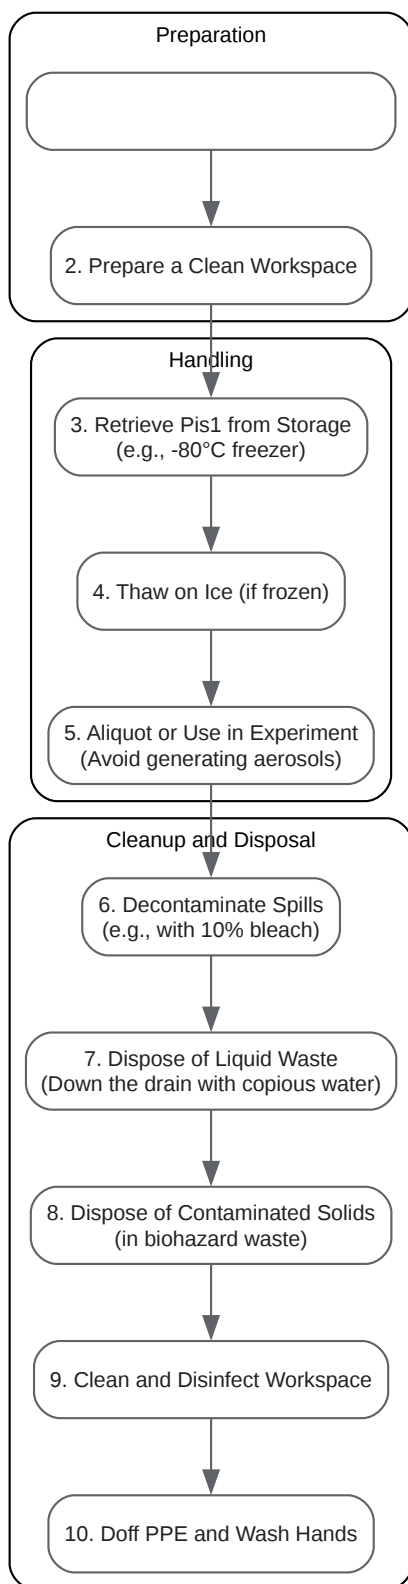 Preparation
2. Prepare a Clean Workspace
Handling
3. Retrieve Pis1 from Storage
(e.g., -80°C freezer)
4. Thaw on Ice (if frozen)
5. Aliquot or Use in Experiment
(Avoid generating aerosols)
Cleanup and Disposal
6. Decontaminate Spills
(e.g., with 10% bleach)
7. Dispose of Liquid Waste
(Down the drain with copious water)
8. Dispose of Contaminated Solids
(in biohazard waste)
9. Clean and Disinfect Workspace
10. Doff PPE and Wash Hands